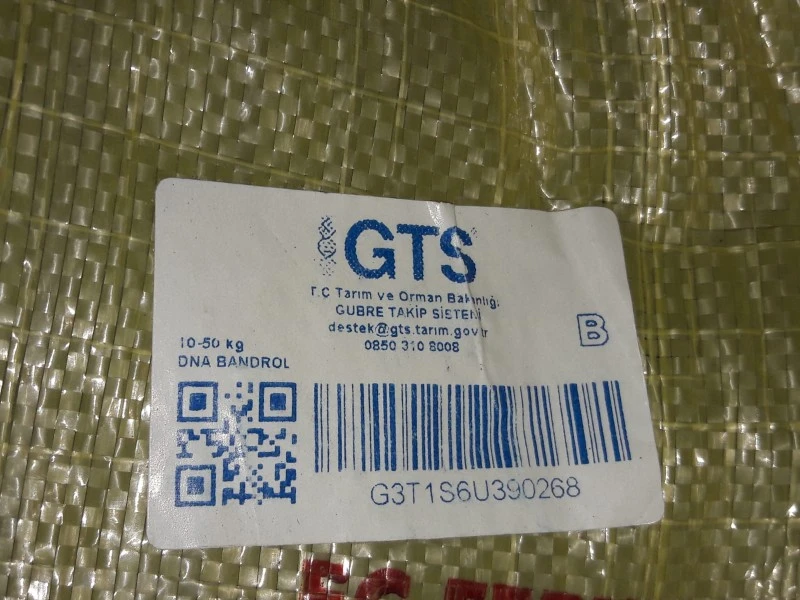 GTS
T.C Tarım ve Orman Bakanlığı
GUBRE TAKİP SİSTEMİ
destek@gts.tarim.gov.tr
0850 310 8008
B
10-50 kg
DNA BANDROL
G3T1S6U390268